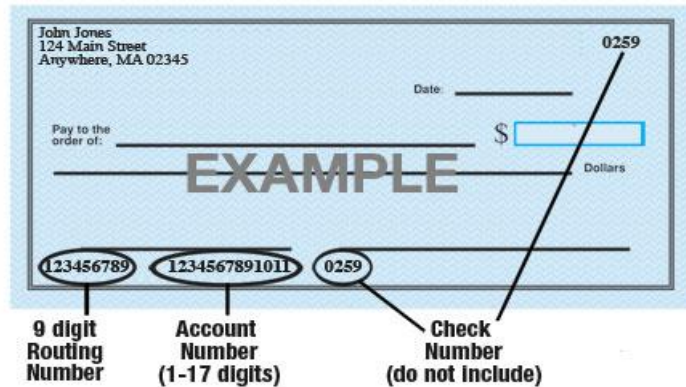 John Jones
124 Main Street
Anywhere, MA 02345
0259
Date:
Pay to the
order of:
$
EXAMPLE
Dollars
123456789
1234567891011
0259
9 digit
Routing
Number
Account
Number
(1-17 digits)
Check
Number
(do not include)